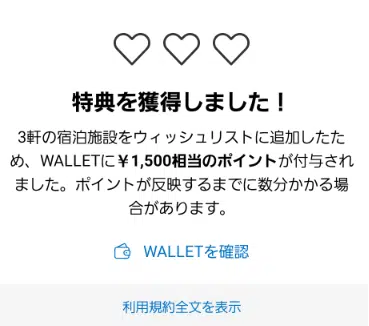 特典を獲得しました！
3軒の宿泊施設をウィッシュリストに追加したた
め、WALLETに￥1,500相当のポイントが付与され
ました。ポイントが反映するまでに数分かかる場
合があります。
WALLETを確認
利用規約全文を表示